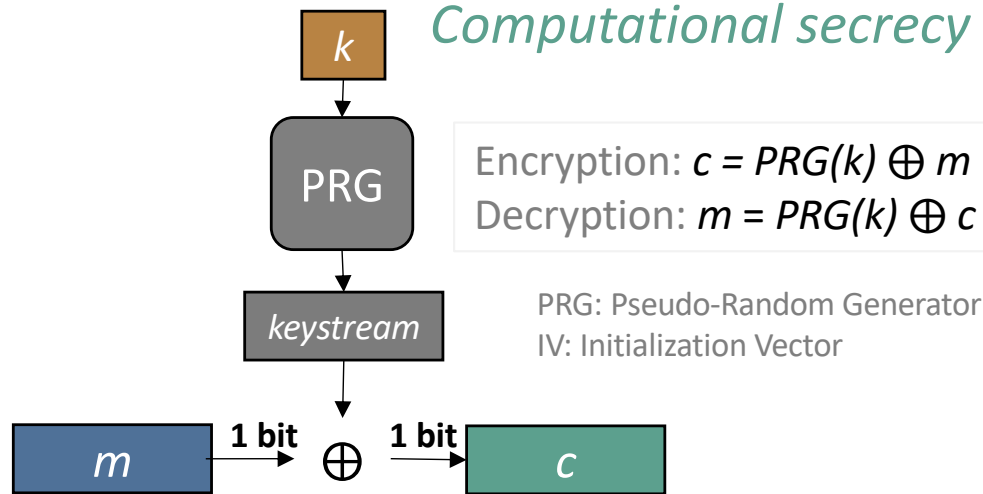 Computational secrecy
k
PRG
Encryption: c = PRG(k) ⊕ m
Decryption: m = PRG(k) ⊕ c
PRG: Pseudo-Random Generator
IV: Initialization Vector
keystream
1 bit
1 bit
m
⊕
c